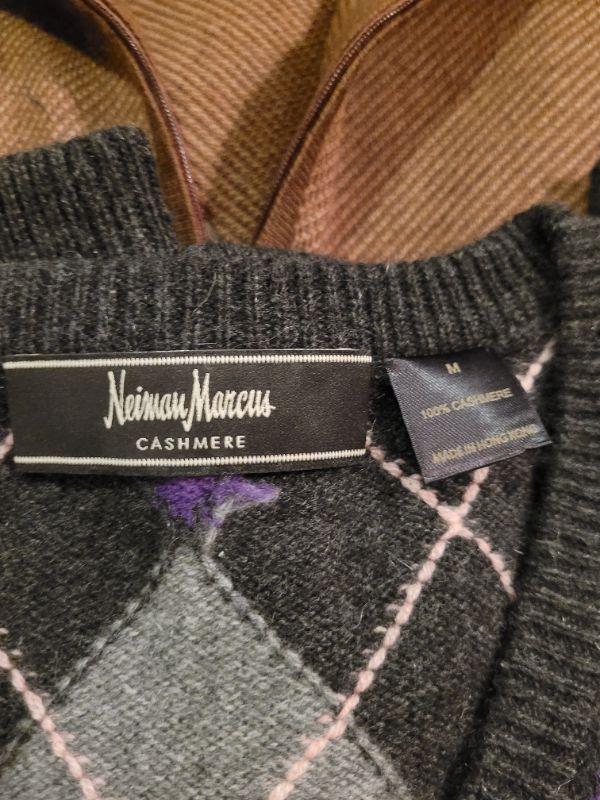 Neiman Marcus
CASHMERE
M
100% CASHMERE
MADE IN HONG KONG